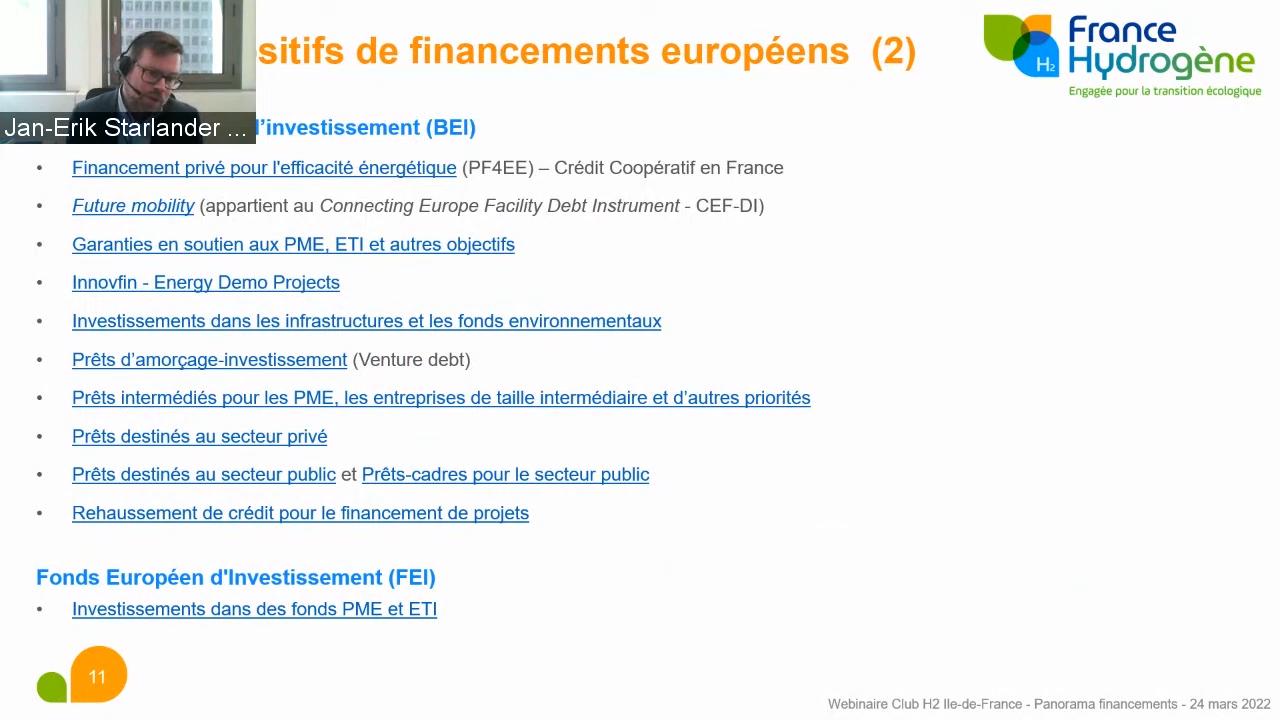 sitifs de financements européens (2)
France
Hydrogène
H2
Engagée pour la transition écologique
Jan-Erik Starlander ...
l’investissement (BEI)
• Financement privé pour l'efficacité énergétique (PF4EE) – Crédit Coopératif en France
• Future mobility (appartient au Connecting Europe Facility Debt Instrument - CEF-DI)
• Garanties en soutien aux PME, ETI et autres objectifs
• Innovfin - Energy Demo Projects
• Investissements dans les infrastructures et les fonds environnementaux
• Prêts d’amorçage-investissement (Venture debt)
• Prêts intermédiés pour les PME, les entreprises de taille intermédiaire et d’autres priorités
• Prêts destinés au secteur privé
• Prêts destinés au secteur public et Prêts-cadres pour le secteur public
• Rehaussement de crédit pour le financement de projets
Fonds Européen d'Investissement (FEI)
• Investissements dans des fonds PME et ETI
11
Webinaire Club H2 Ile-de-France - Panorama financements - 24 mars 2022